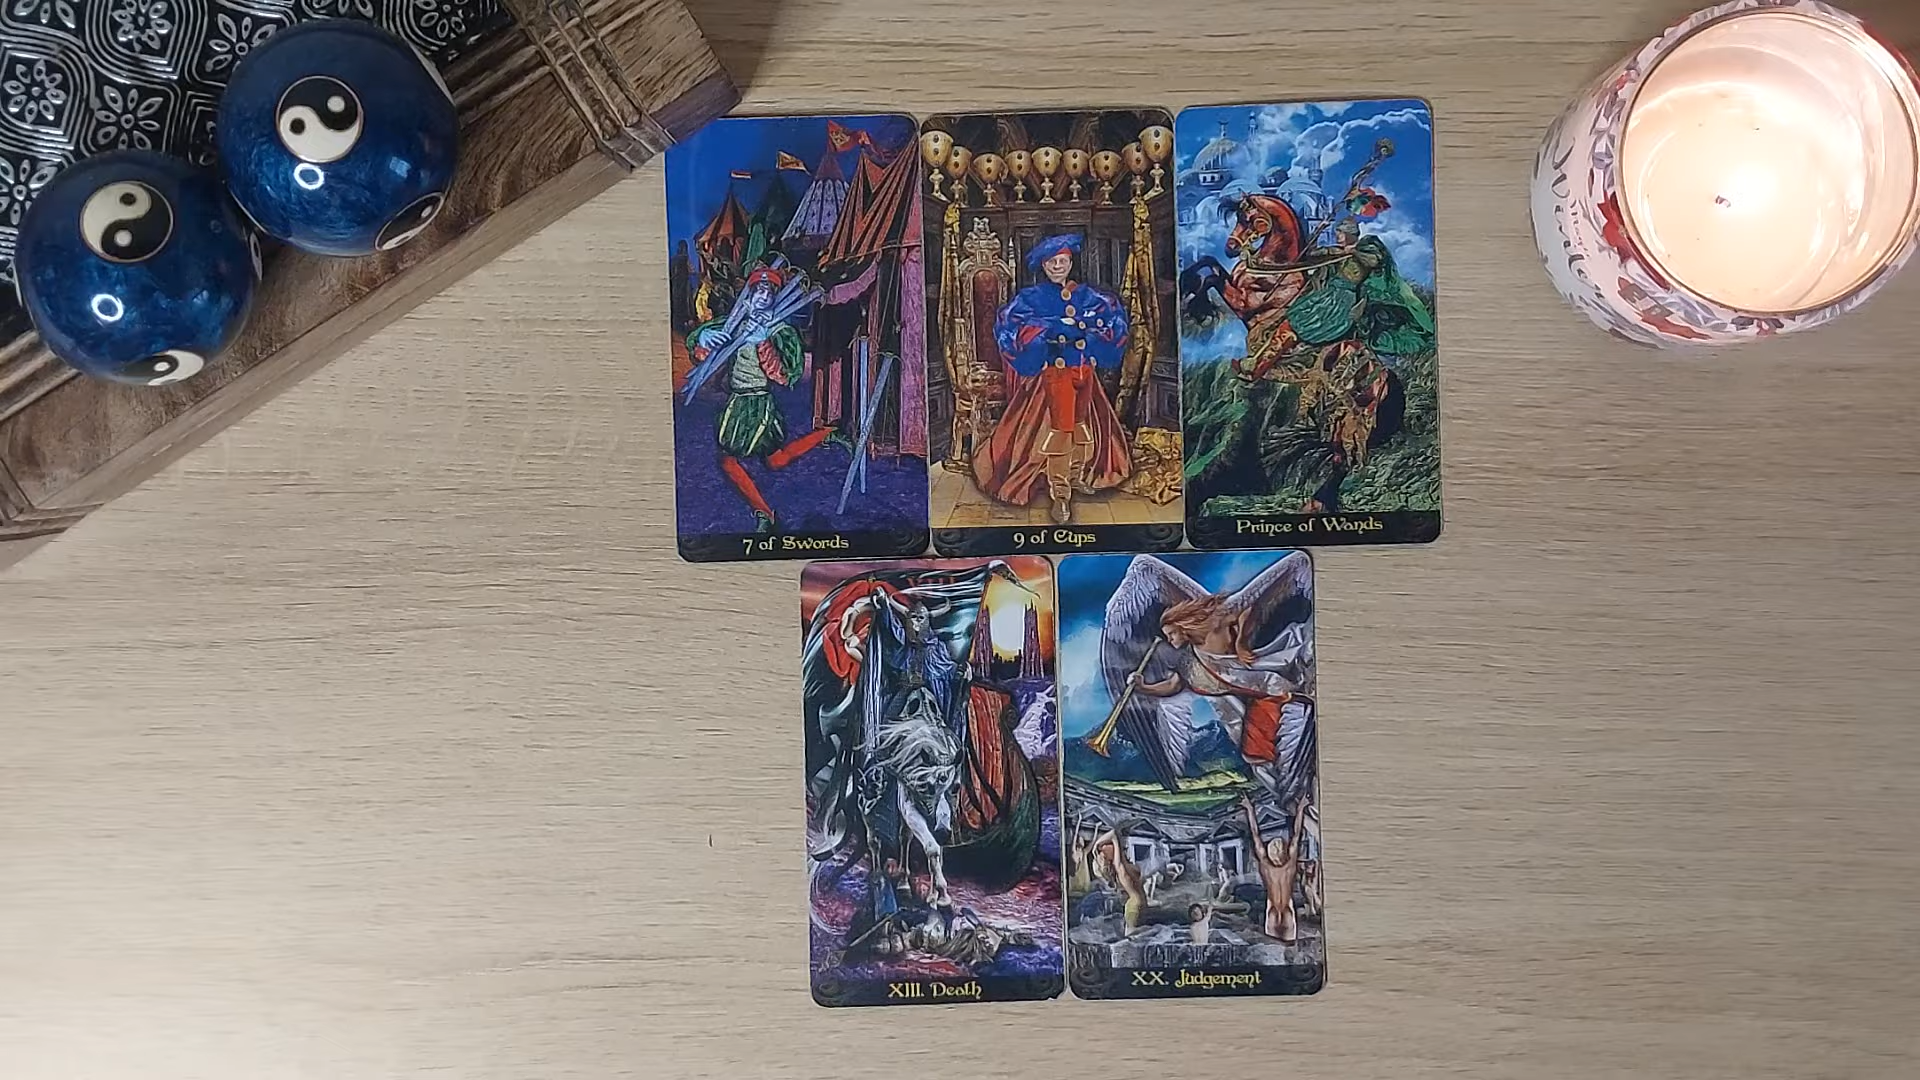 7 of Swords
9 of Cups
Prince of Wands
XIII. Death
XX. Judgement